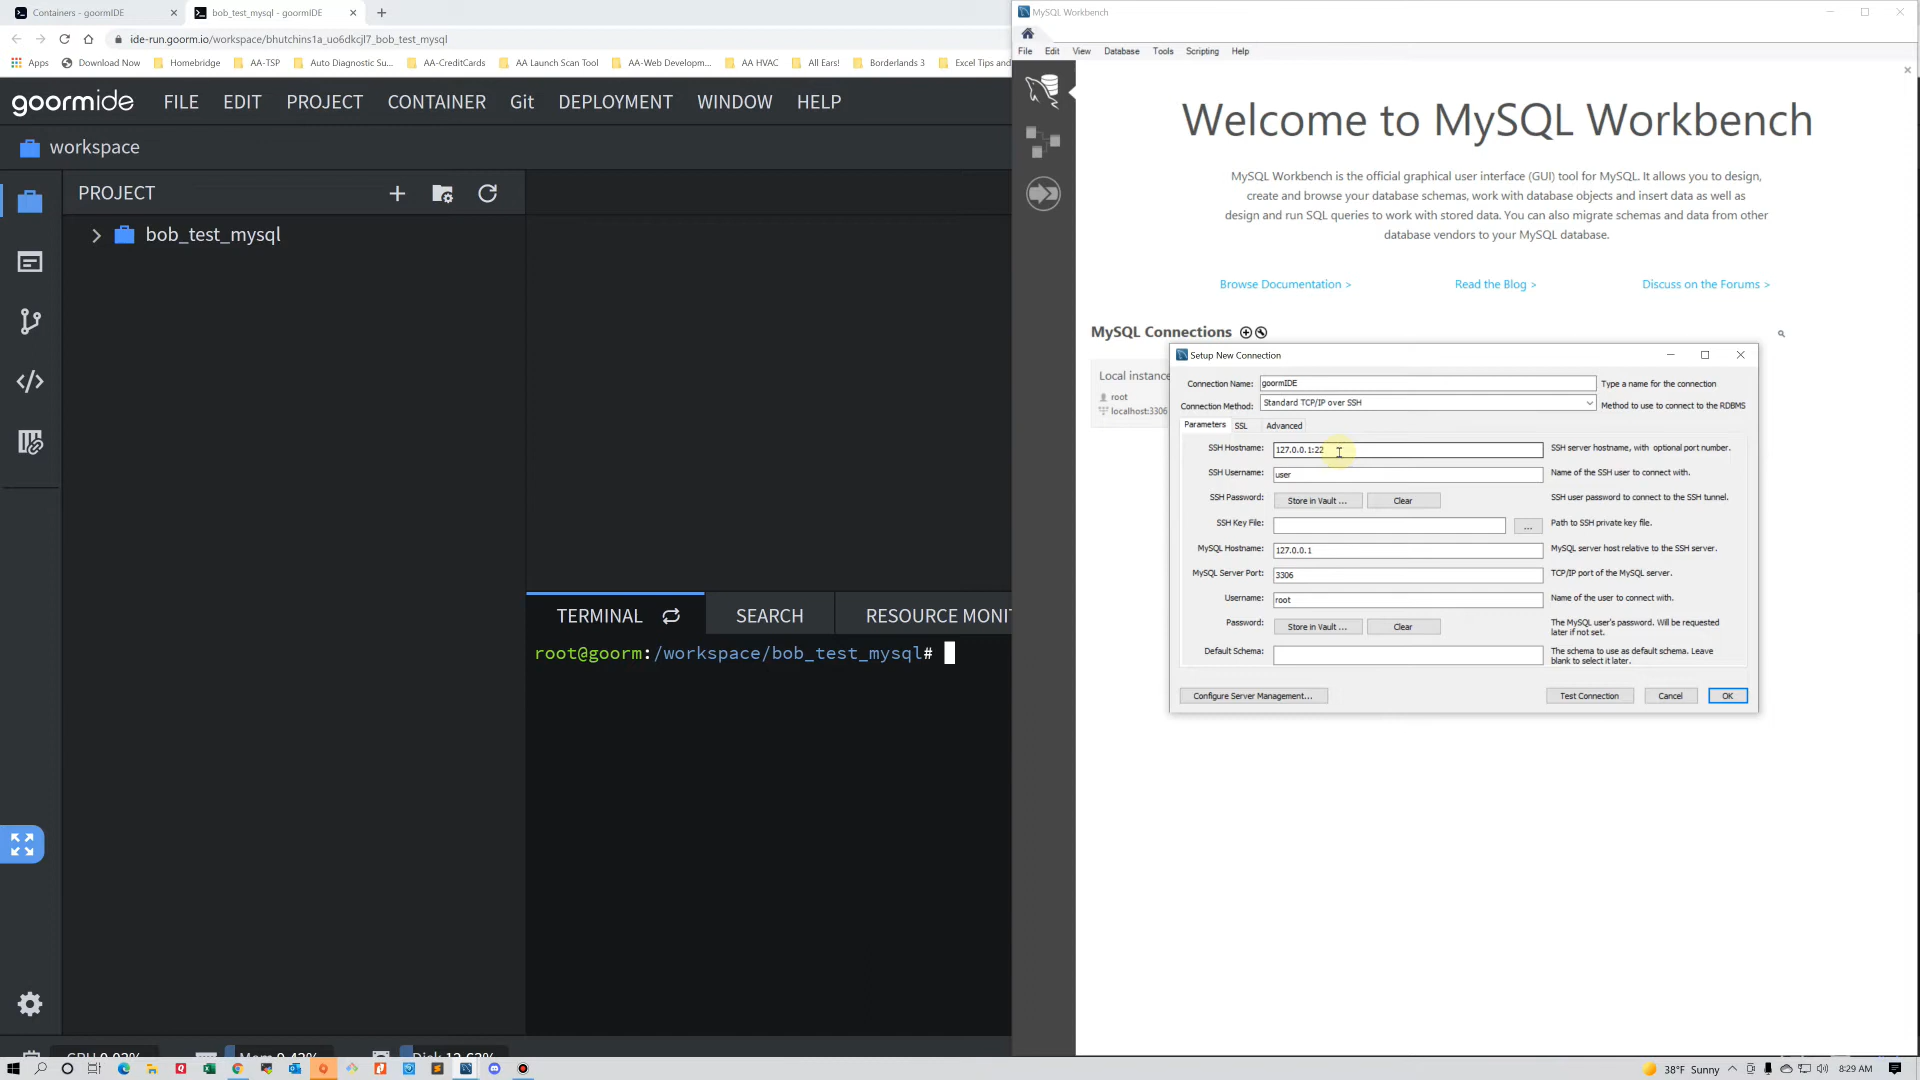 Containers - goormIDE
bob_test_mysql - goormIDE
ide-run.goorm.io/workspace/bhutchins1a_uo6dkcjl7_bob_test_mysql
Apps
Download Now
Homebridge
AA-TSP
Auto Diagnostic Su...
AA-CreditCards
AA Launch Scan Tool
AA-Web Developm...
AA HVAC
All Ears!
Borderlands 3
Excel Tips and
goormide
FILE
EDIT
PROJECT
CONTAINER
Git
DEPLOYMENT
WINDOW
HELP
workspace
PROJECT
bob_test_mysql
TERMINAL
SEARCH
RESOURCE MONI
root@goorm:/workspace/bob_test_mysql#
CPU 0.03%
Mem 9.42%
Disk 12.63%
MySQL Workbench
File
Edit
View
Database
Tools
Scripting
Help
Welcome to MySQL Workbench
MySQL Workbench is the official graphical user interface (GUI) tool for MySQL. It allows you to design,
create and browse your database schemas, work with database objects and insert data as well as
design and run SQL queries to work with stored data. You can also migrate schemas and data from other
database vendors to your MySQL database.
Browse Documentation >
Read the Blog >
Discuss on the Forums >
MySQL Connections
Local instance
root
localhost:3306
Setup New Connection
Connection Name: goormIDE Type a name for the connection
Connection Method: Standard TCP/IP over SSH Method to use to connect to the RDBMS
Parameters
SSL
Advanced
SSH Hostname: 127.0.0.1:22 SSH server hostname, with optional port number.
SSH Username: user Name of the SSH user to connect with.
SSH Password: Store in Vault ... Clear SSH user password to connect to the SSH tunnel.
SSH Key File: ... Path to SSH private key file.
MySQL Hostname: 127.0.0.1 MySQL server host relative to the SSH server.
MySQL Server Port: 3306 TCP/IP port of the MySQL server.
Username: root Name of the user to connect with.
Password: Store in Vault ... Clear The MySQL user's password. Will be requested
later if not set.
Default Schema: The schema to use as default schema. Leave
blank to select it later.
Configure Server Management...
Test Connection
Cancel
OK
38°F Sunny
8:29 AM